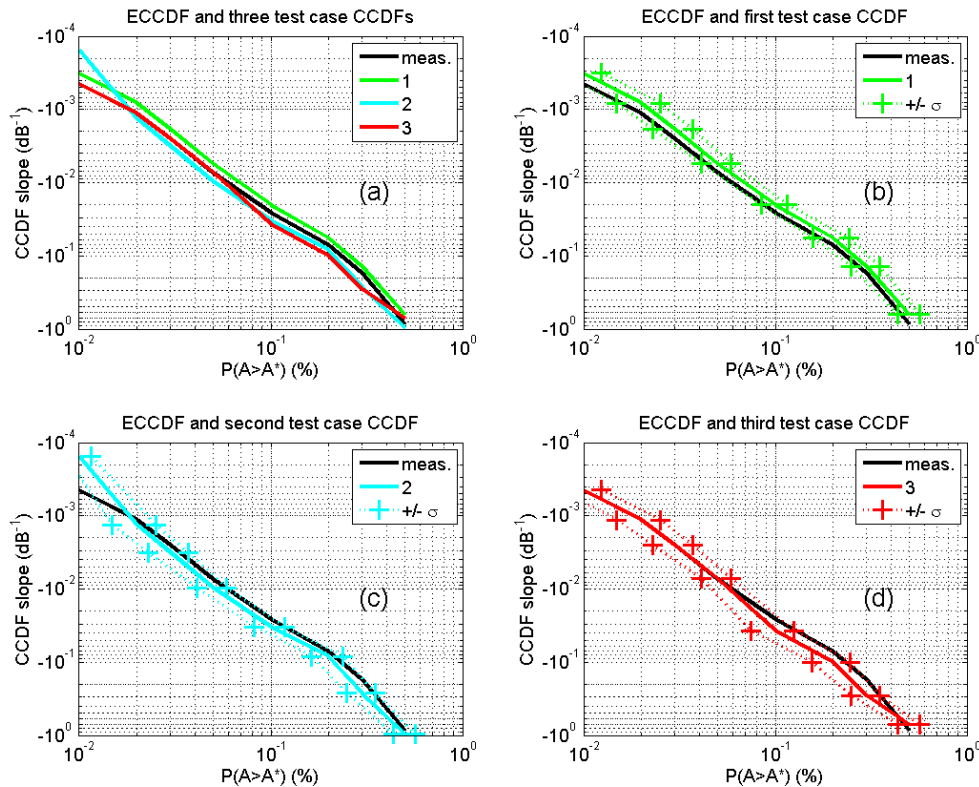 ECCDF and three test case CCDFs
-10⁻⁴
-10⁻³
-10⁻²
-10⁻¹
-10⁰
CCDF slope (dB⁻¹)
meas.
1
2
3
(a)
10⁻² 10⁻¹ 10⁰
P(A>A*) (%)
ECCDF and first test case CCDF
-10⁻⁴
-10⁻³
-10⁻²
-10⁻¹
-10⁰
CCDF slope (dB⁻¹)
meas.
1
+/- σ
(b)
10⁻² 10⁻¹ 10⁰
P(A>A*) (%)
ECCDF and second test case CCDF
-10⁻⁴
-10⁻³
-10⁻²
-10⁻¹
-10⁰
CCDF slope (dB⁻¹)
meas.
2
+/- σ
(c)
10⁻² 10⁻¹ 10⁰
P(A>A*) (%)
ECCDF and third test case CCDF
-10⁻⁴
-10⁻³
-10⁻²
-10⁻¹
-10⁰
CCDF slope (dB⁻¹)
meas.
3
+/- σ
(d)
10⁻² 10⁻¹ 10⁰
P(A>A*) (%)